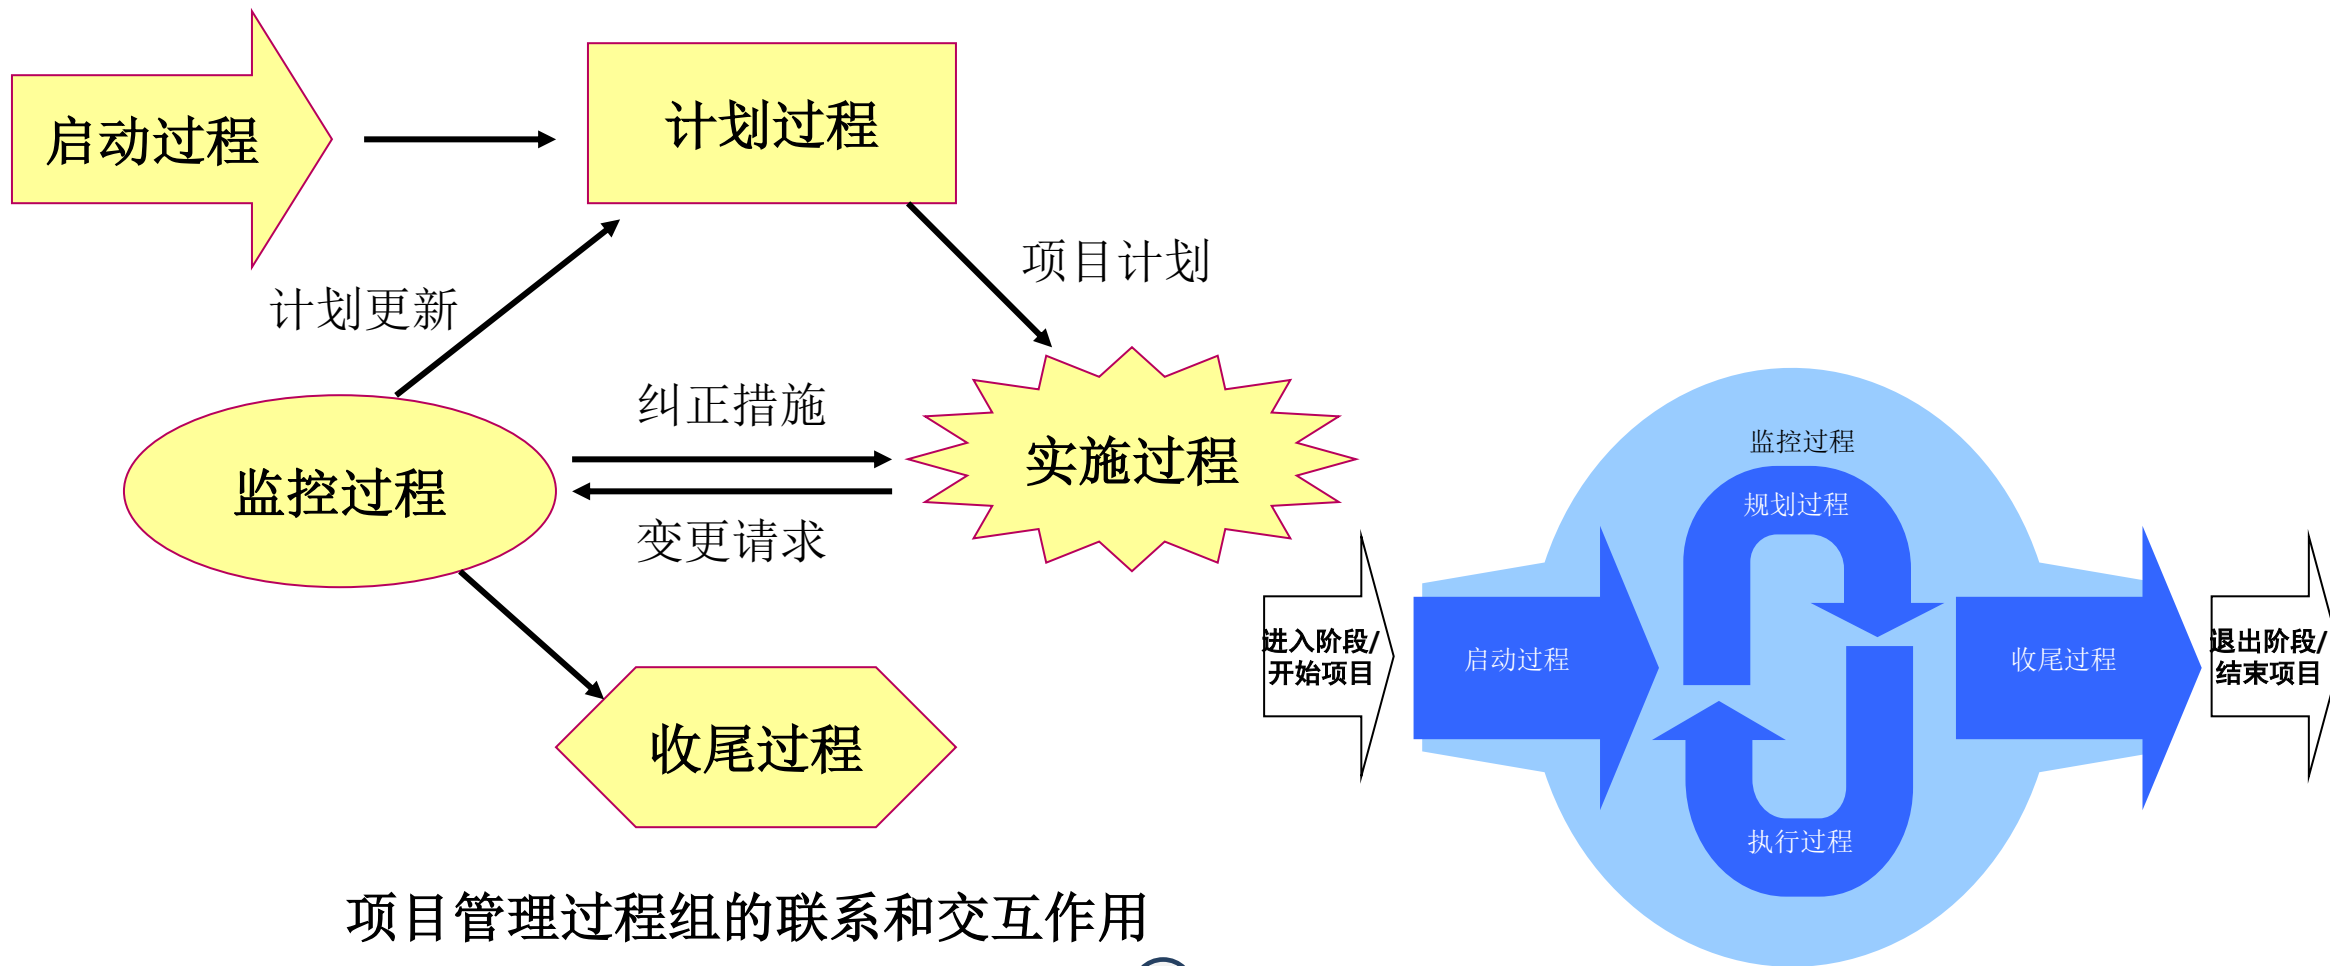 启动过程
计划过程
项目计划
计划更新
纠正措施
实施过程
监控过程
变更请求
收尾过程
项目管理过程组的联系和交互作用
监控过程
规划过程
进入阶段/
开始项目
启动过程
收尾过程
退出阶段/
结束项目
执行过程